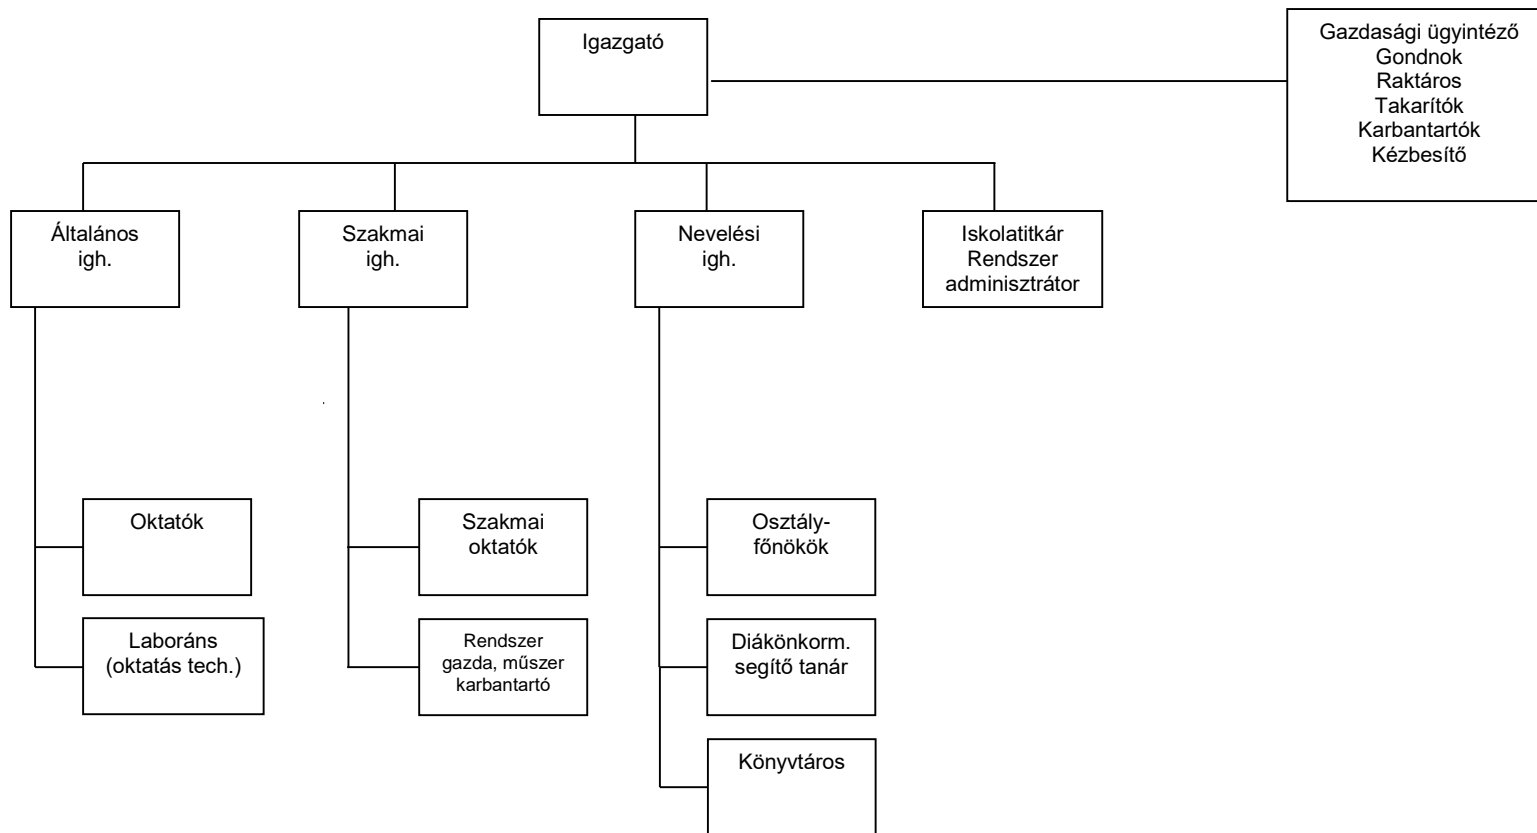 Igazgató
Gazdasági ügyintéző
Gondnok
Raktáros
Takarítók
Karbantartók
Kézbesítő
Általános
igh.
Szakmai
igh.
Nevelési
igh.
Iskolatitkár
Rendszer
adminisztrátor
Oktatók
Szakmai
oktatók
Osztály-
főnökök
Laboráns
(oktatás tech.)
Rendszer
gazda, műszer
karbantartó
Diákönkorm.
segítő tanár
Könyvtáros